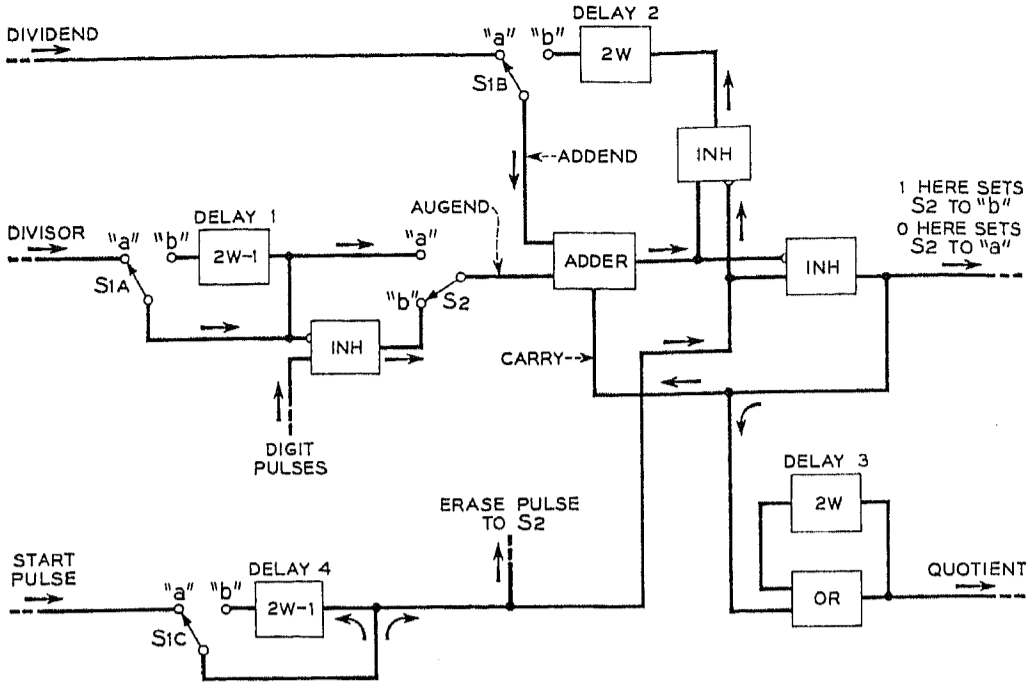 DELAY 2
DIVIDEND
"a"
"b"
2W
S1B
INH
ADDEND
1 HERE SETS
S2 TO "b"
0 HERE SETS
S2 TO "a"
AUGEND
DELAY 1
DIVISOR
"a"
"b"
2W-1
"a"
ADDER
INH
S1A
"b"
S2
INH
CARRY
DIGIT
PULSES
DELAY 3
2W
ERASE PULSE
TO S2
START
PULSE
DELAY 4
"a"
"b"
2W-1
QUOTIENT
OR
S1C